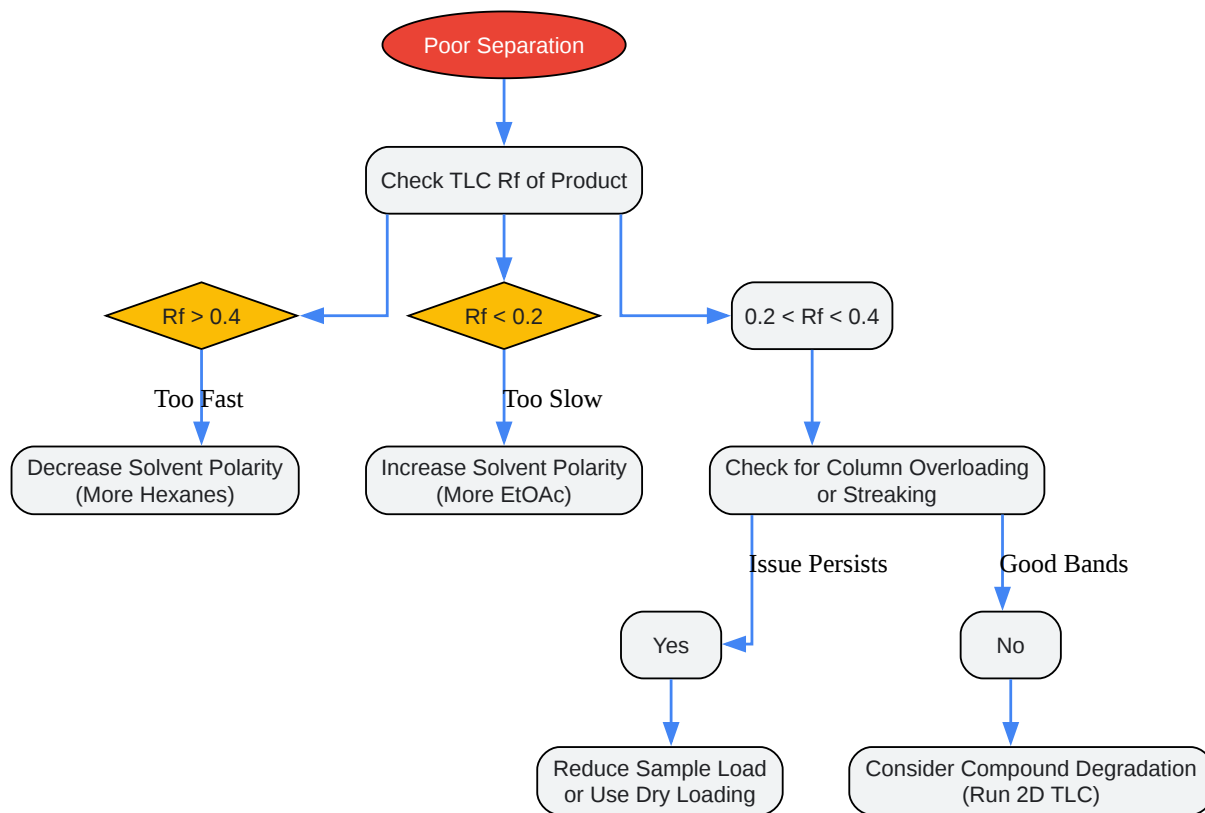 Poor Separation
Check TLC Rf of Product
Rf > 0.4
Rf < 0.2
0.2 < Rf < 0.4
Too Fast
Too Slow
Decrease Solvent Polarity
(More Hexanes)
Increase Solvent Polarity
(More EtOAc)
Check for Column Overloading
or Streaking
Issue Persists
Good Bands
Yes
No
Reduce Sample Load
or Use Dry Loading
Consider Compound Degradation
(Run 2D TLC)